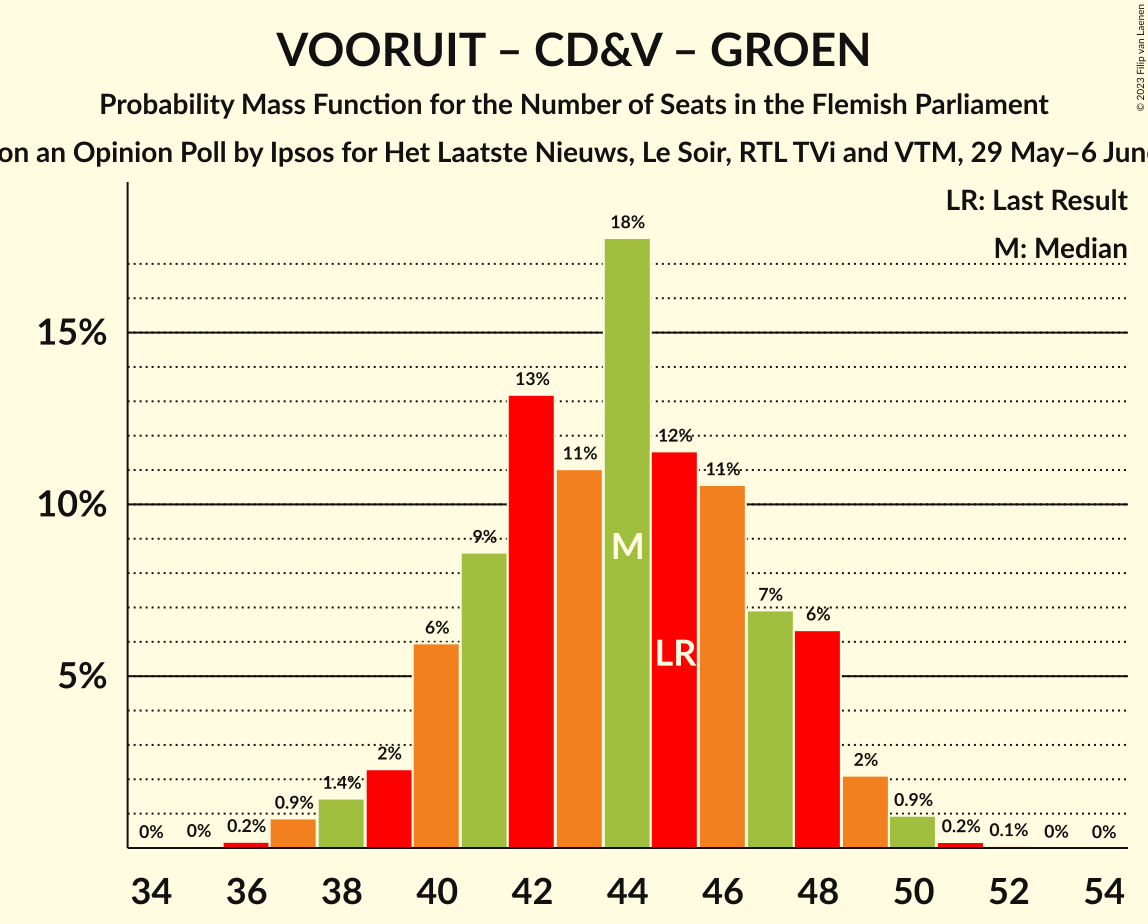 VOORUIT – CD&V – GROEN
Probability Mass Function for the Number of Seats in the Flemish Parliament
on an Opinion Poll by Ipsos for Het Laatste Nieuws, Le Soir, RTL TVi and VTM, 29 May–6 June
© 2023 Filip van Laenen
LR: Last Result
M: Median
15%
10%
5%
0% 0% 0.2% 0.9% 1.4% 2% 6% 9% 13% 11% 18% 12% 11% 7% 6% 2% 0.9% 0.2% 0.1% 0% 0%
M
LR
34 36 38 40 42 44 46 48 50 52 54